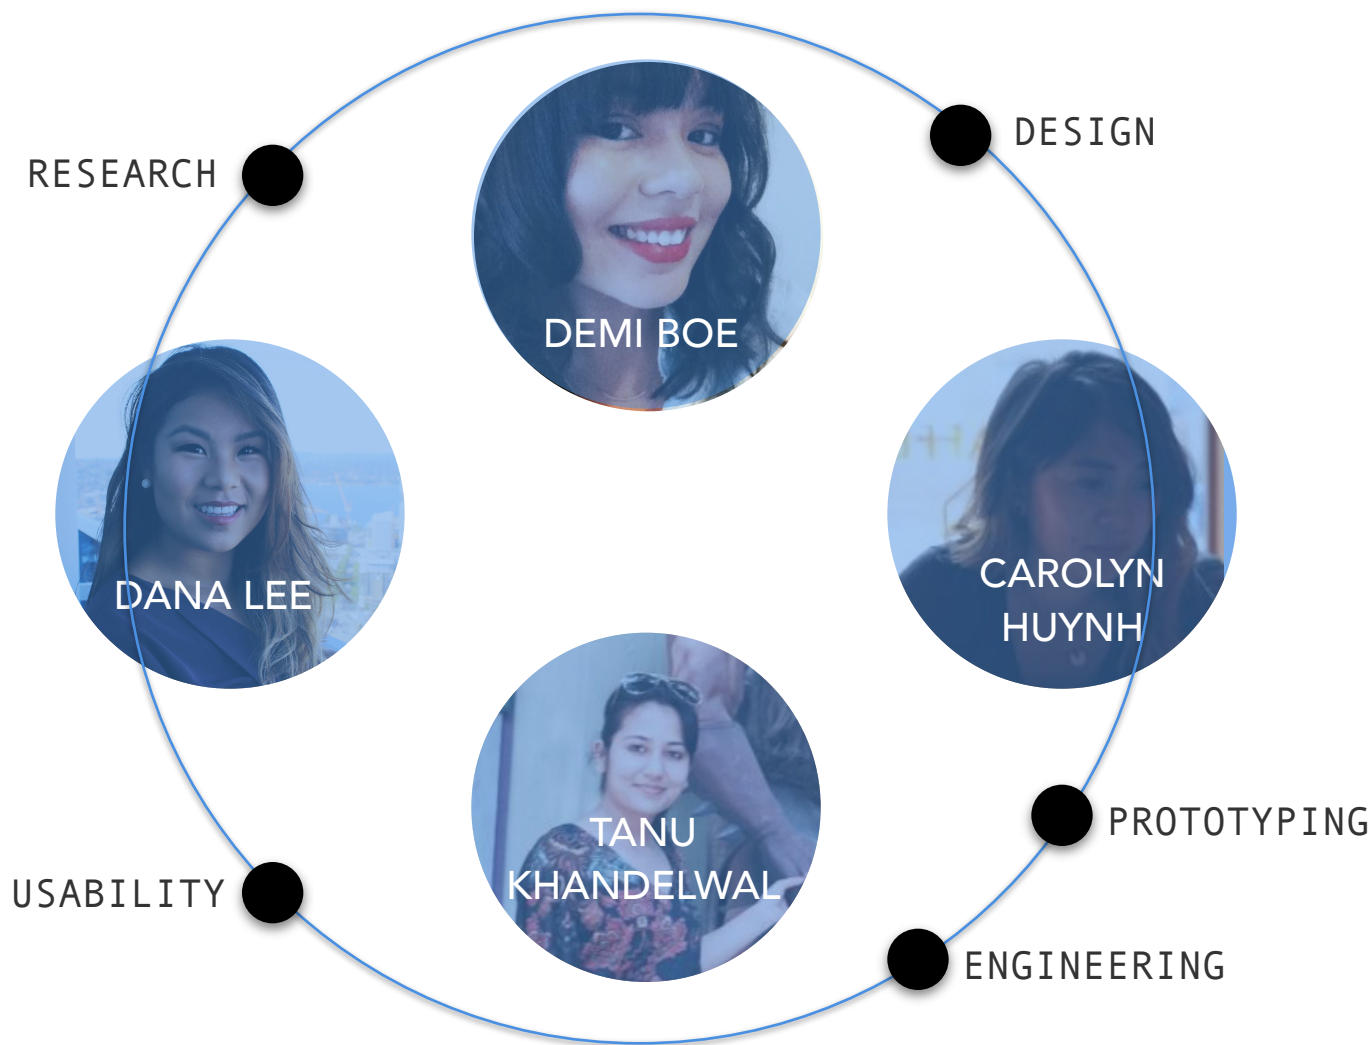 DESIGN
RESEARCH
DEMI BOE
DANA LEE
CAROLYN
HUYNH
TANU
KHANDELWAL
PROTOTYPING
USABILITY
ENGINEERING